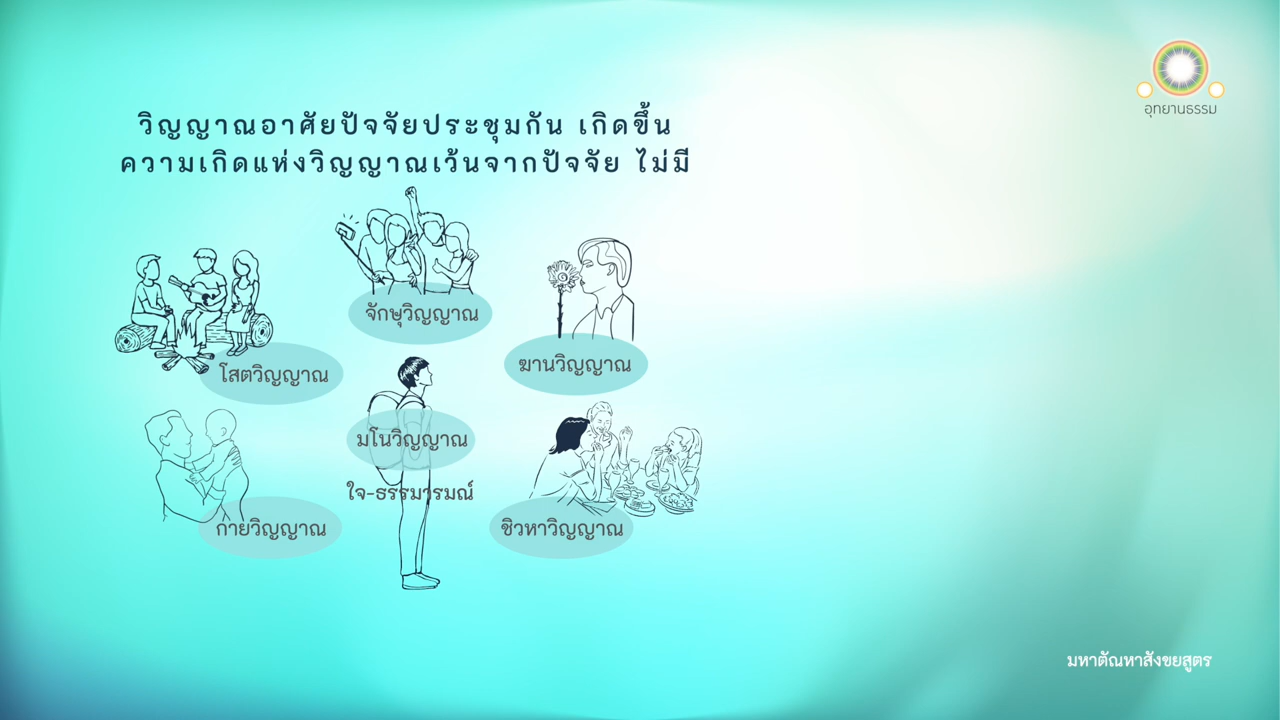 อุทยานธรรม
วิญญาณอาศัยปัจจัยประชุมกัน เกิดขึ้น
ความเกิดแห่งวิญญาณเว้นจากปัจจัย ไม่มี
จักษุวิญญาณ
ฆานวิญญาณ
โสตวิญญาณ
มโนวิญญาณ
ใจ-ธรรมารมณ์
กายวิญญาณ
ชิวหาวิญญาณ
มหาตัณหาสังขยสูตร